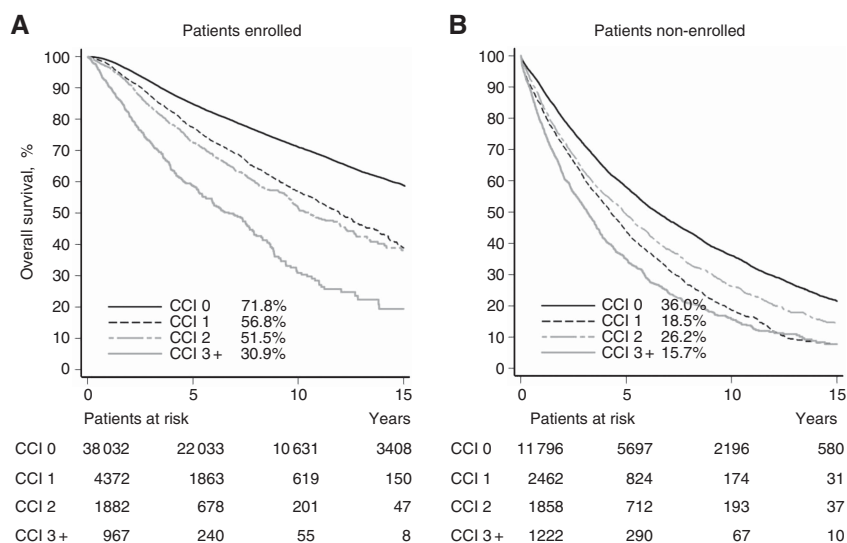 A
Patients enrolled
Overall survival, %
100
90
80
70
60
50
40
30
20
10
0
CCI 0 71.8%
CCI 1 56.8%
CCI 2 51.5%
CCI 3+ 30.9%
0 5 10 15
Patients at risk Years
CCI 0 38 032 22 033 10 631 3408
CCI 1 4372 1863 619 150
CCI 2 1882 678 201 47
CCI 3+ 967 240 55 8
B
Patients non-enrolled
100
90
80
70
60
50
40
30
20
10
0
CCI 0 36.0%
CCI 1 18.5%
CCI 2 26.2%
CCI 3+ 15.7%
0 5 10 15
Patients at risk Years
CCI 0 11 796 5697 2196 580
CCI 1 2462 824 174 31
CCI 2 1858 712 193 37
CCI 3+ 1222 290 67 10